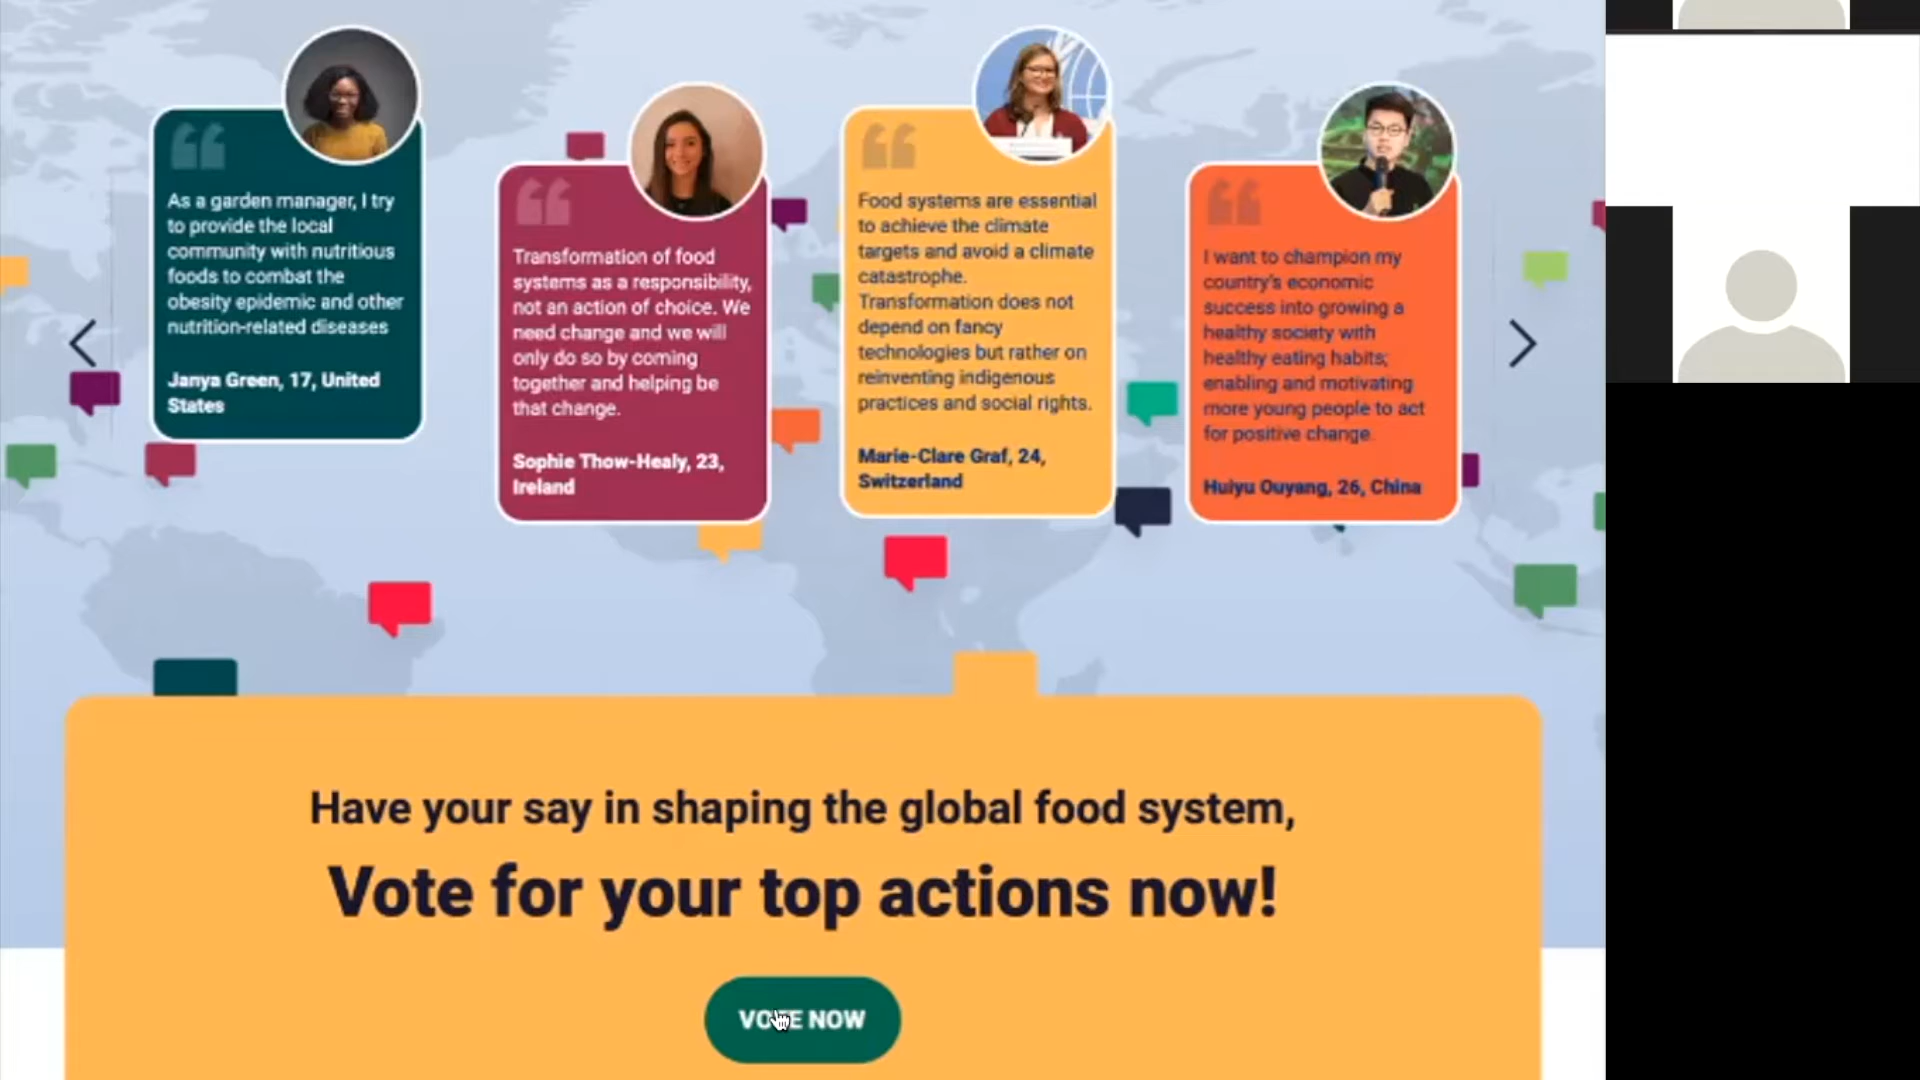 As a garden manager, I try
to provide the local
community with nutritious
foods to combat the
obesity epidemic and other
nutrition-related diseases
Janya Green, 17, United
States
Transformation of food
systems as a responsibility,
not an action of choice. We
need change and we will
only do so by coming
together and helping be
that change.
Sophie Thow-Healy, 23,
Ireland
Food systems are essential
to achieve the climate
targets and avoid a climate
catastrophe.
Transformation does not
depend on fancy
technologies but rather on
reinventing indigenous
practices and social rights.
Marie-Clare Graf, 24,
Switzerland
I want to champion my
country's economic
success into growing a
healthy society with
healthy eating habits;
enabling and motivating
more young people to act
for positive change.
Huiyu Ouyang, 26, China
Have your say in shaping the global food system,
Vote for your top actions now!
VOTE NOW